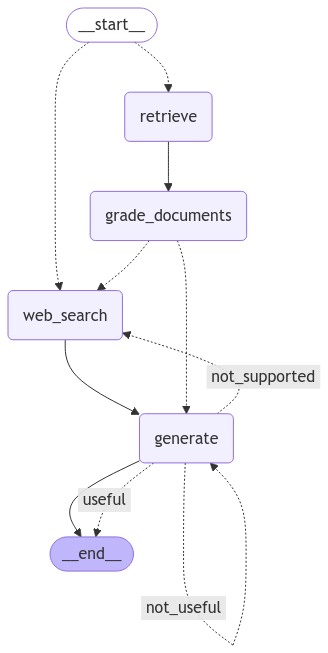 __start__
retrieve
grade_documents
web_search
not_supported
generate
useful
__end__
not_useful